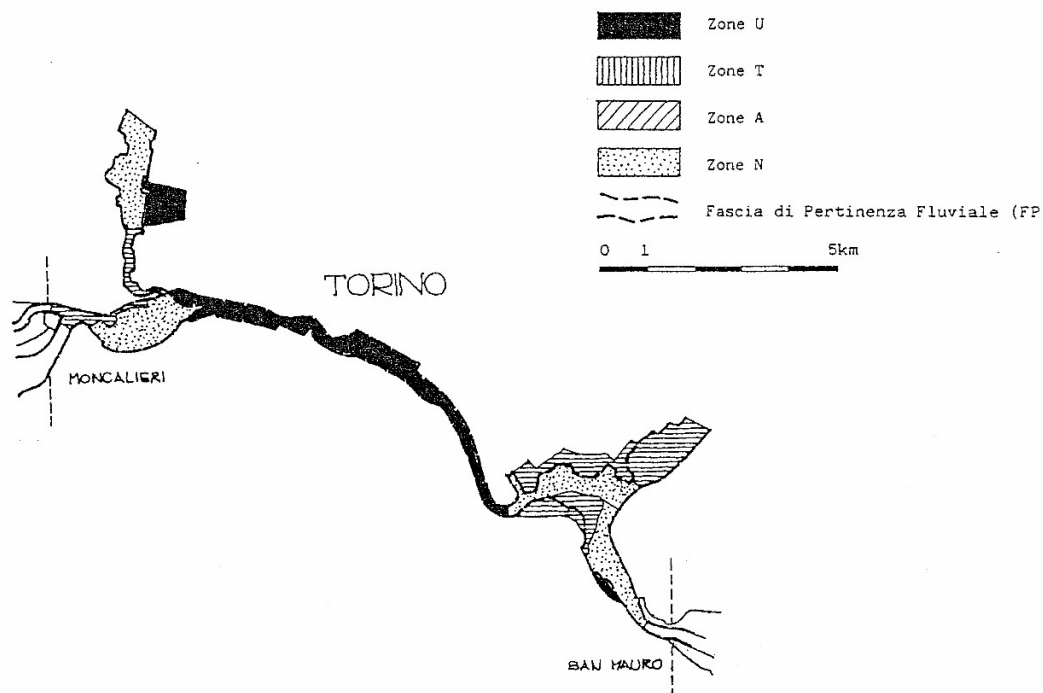 Zone U
Zone T
Zone A
Zone N
Fascia di Pertinenza Fluviale (FP
0 1 5km
TORINO
MONCALIERI
SAN MAURO